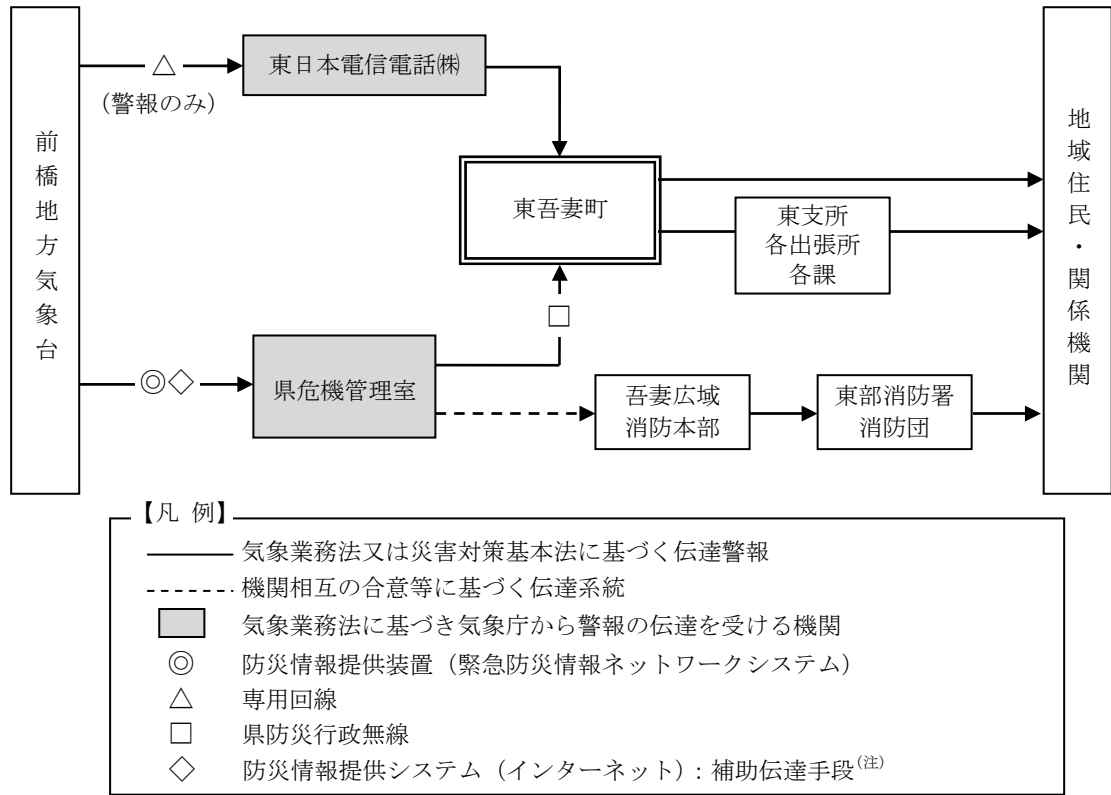 前橋地方気象台
△
(警報のみ)
東日本電信電話㈱
東吾妻町
東支所
各出張所
各課
□
◎◇
県危機管理室
吾妻広域
消防本部
東部消防署
消防団
地域住民・関係機関
【凡 例】
気象業務法又は災害対策基本法に基づく伝達警報
機関相互の合意等に基づく伝達系統
気象業務法に基づき気象庁から警報の伝達を受ける機関
◎ 防災情報提供装置（緊急防災情報ネットワークシステム）
△ 専用回線
□ 県防災行政無線
◇ 防災情報提供システム（インターネット）: 補助伝達手段(注)